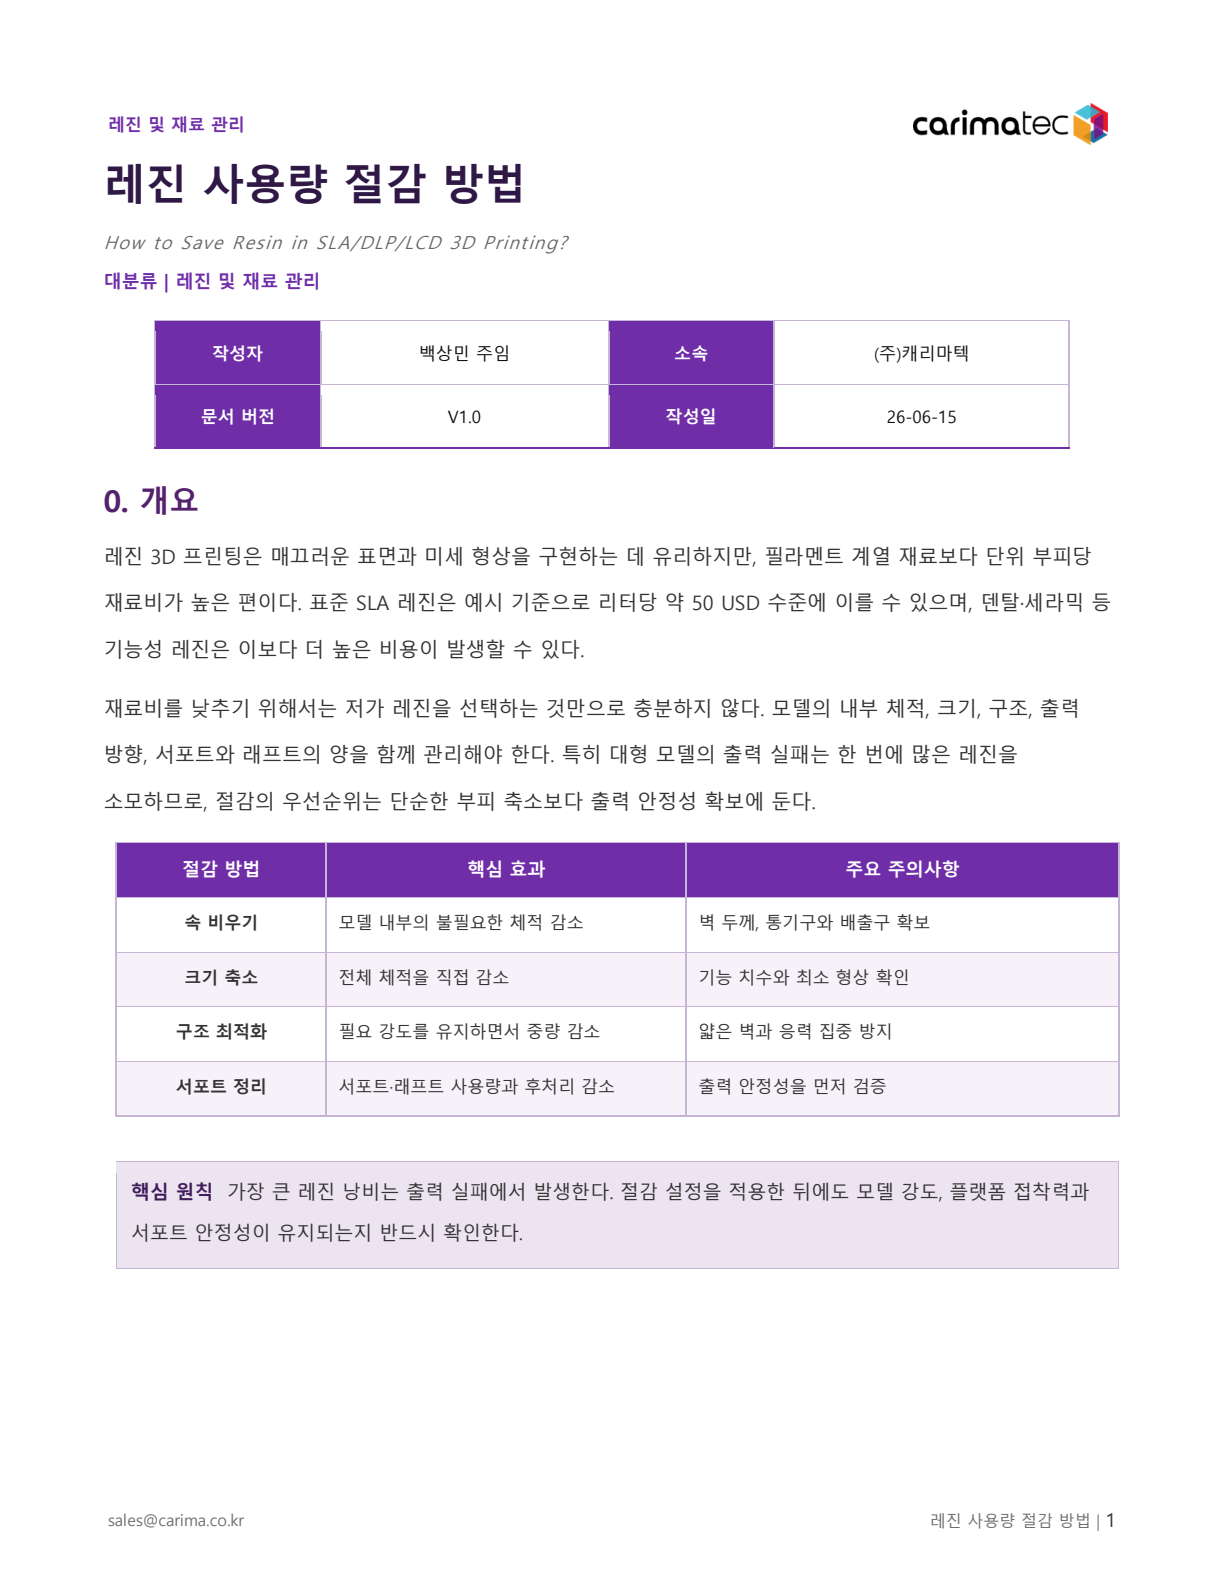 레진 및 재료 관리
carimatec
레진 사용량 절감 방법
How to Save Resin in SLA/DLP/LCD 3D Printing?
대분류 | 레진 및 재료 관리
작성자 백상민 주임 소속 (주)캐리마텍
문서 버전 V1.0 작성일 26-06-15
0. 개요
레진 3D 프린팅은 매끄러운 표면과 미세 형상을 구현하는 데 유리하지만, 필라멘트 계열 재료보다 단위 부피당
재료비가 높은 편이다. 표준 SLA 레진은 예시 기준으로 리터당 약 50 USD 수준에 이를 수 있으며, 덴탈·세라믹 등
기능성 레진은 이보다 더 높은 비용이 발생할 수 있다.
재료비를 낮추기 위해서는 저가 레진을 선택하는 것만으로 충분하지 않다. 모델의 내부 체적, 크기, 구조, 출력
방향, 서포트와 래프트의 양을 함께 관리해야 한다. 특히 대형 모델의 출력 실패는 한 번에 많은 레진을
소모하므로, 절감의 우선순위는 단순한 부피 축소보다 출력 안정성 확보에 둔다.
절감 방법 핵심 효과 주요 주의사항
속 비우기 모델 내부의 불필요한 체적 감소 벽 두께, 통기구와 배출구 확보
크기 축소 전체 체적을 직접 감소 기능 치수와 최소 형상 확인
구조 최적화 필요 강도를 유지하면서 중량 감소 얇은 벽과 응력 집중 방지
서포트 정리 서포트·래프트 사용량과 후처리 감소 출력 안정성을 먼저 검증
핵심 원칙 가장 큰 레진 낭비는 출력 실패에서 발생한다. 절감 설정을 적용한 뒤에도 모델 강도, 플랫폼 접착력과
서포트 안정성이 유지되는지 반드시 확인한다.
sales@carima.co.kr 레진 사용량 절감 방법 | 1